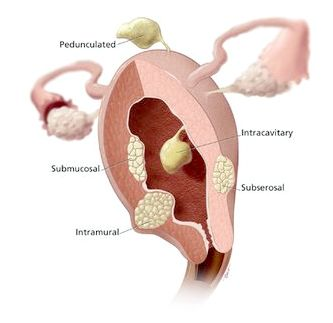 Pedunculated
Intracavitary
Submucosal
Subserosal
Intramural